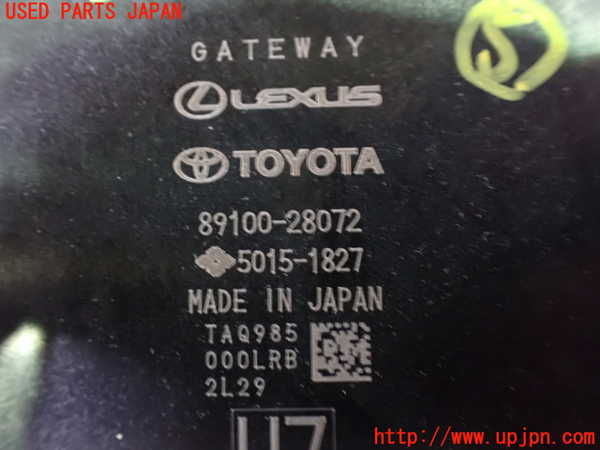 USED PARTS JAPAN
GATEWAY
LEXUS
TOYOTA
89100-28072
5015-1827
MADE IN JAPAN
TAQ985
000LRB
2L29
U7
http://www.upjpn.com/